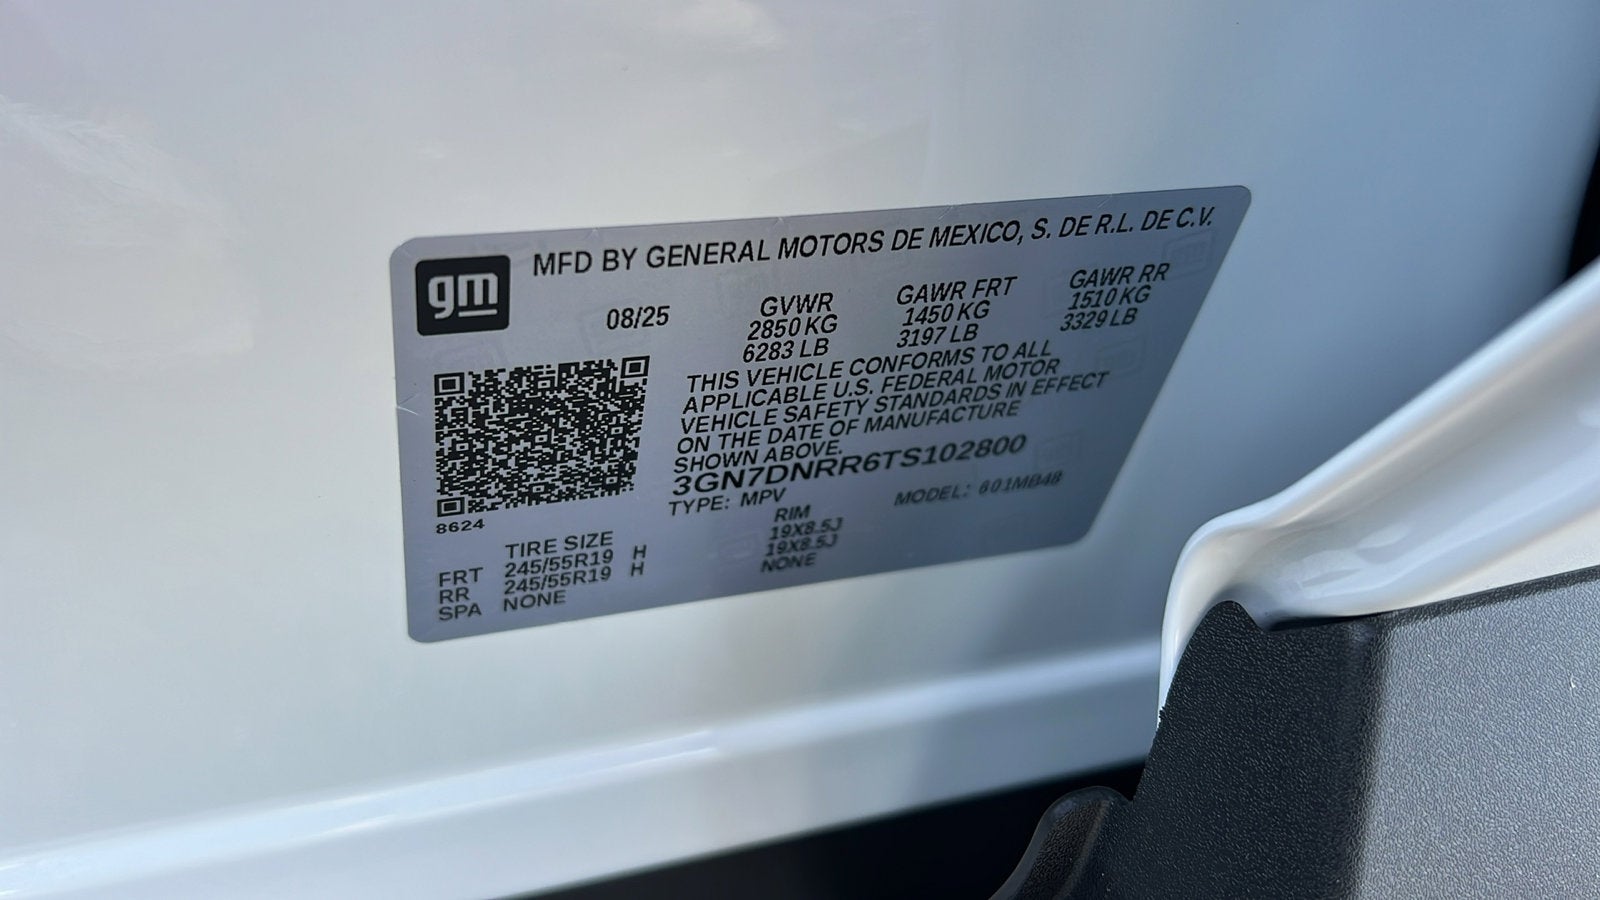 gm
MFD BY GENERAL MOTORS DE MEXICO, S. DE R.L. DE C.V.
08/25 GVWR GAWR FRT GAWR RR
2850 KG 1450 KG 1510 KG
6283 LB 3197 LB 3329 LB
THIS VEHICLE CONFORMS TO ALL
APPLICABLE U.S. FEDERAL MOTOR
VEHICLE SAFETY STANDARDS IN EFFECT
ON THE DATE OF MANUFACTURE
SHOWN ABOVE.
3GN7DNRR6TS102800
TYPE: MPV MODEL: 601MB48
8624
TIRE SIZE RIM
FRT 245/55R19 H 19X8.5J
RR 245/55R19 H 19X8.5J
SPA NONE NONE